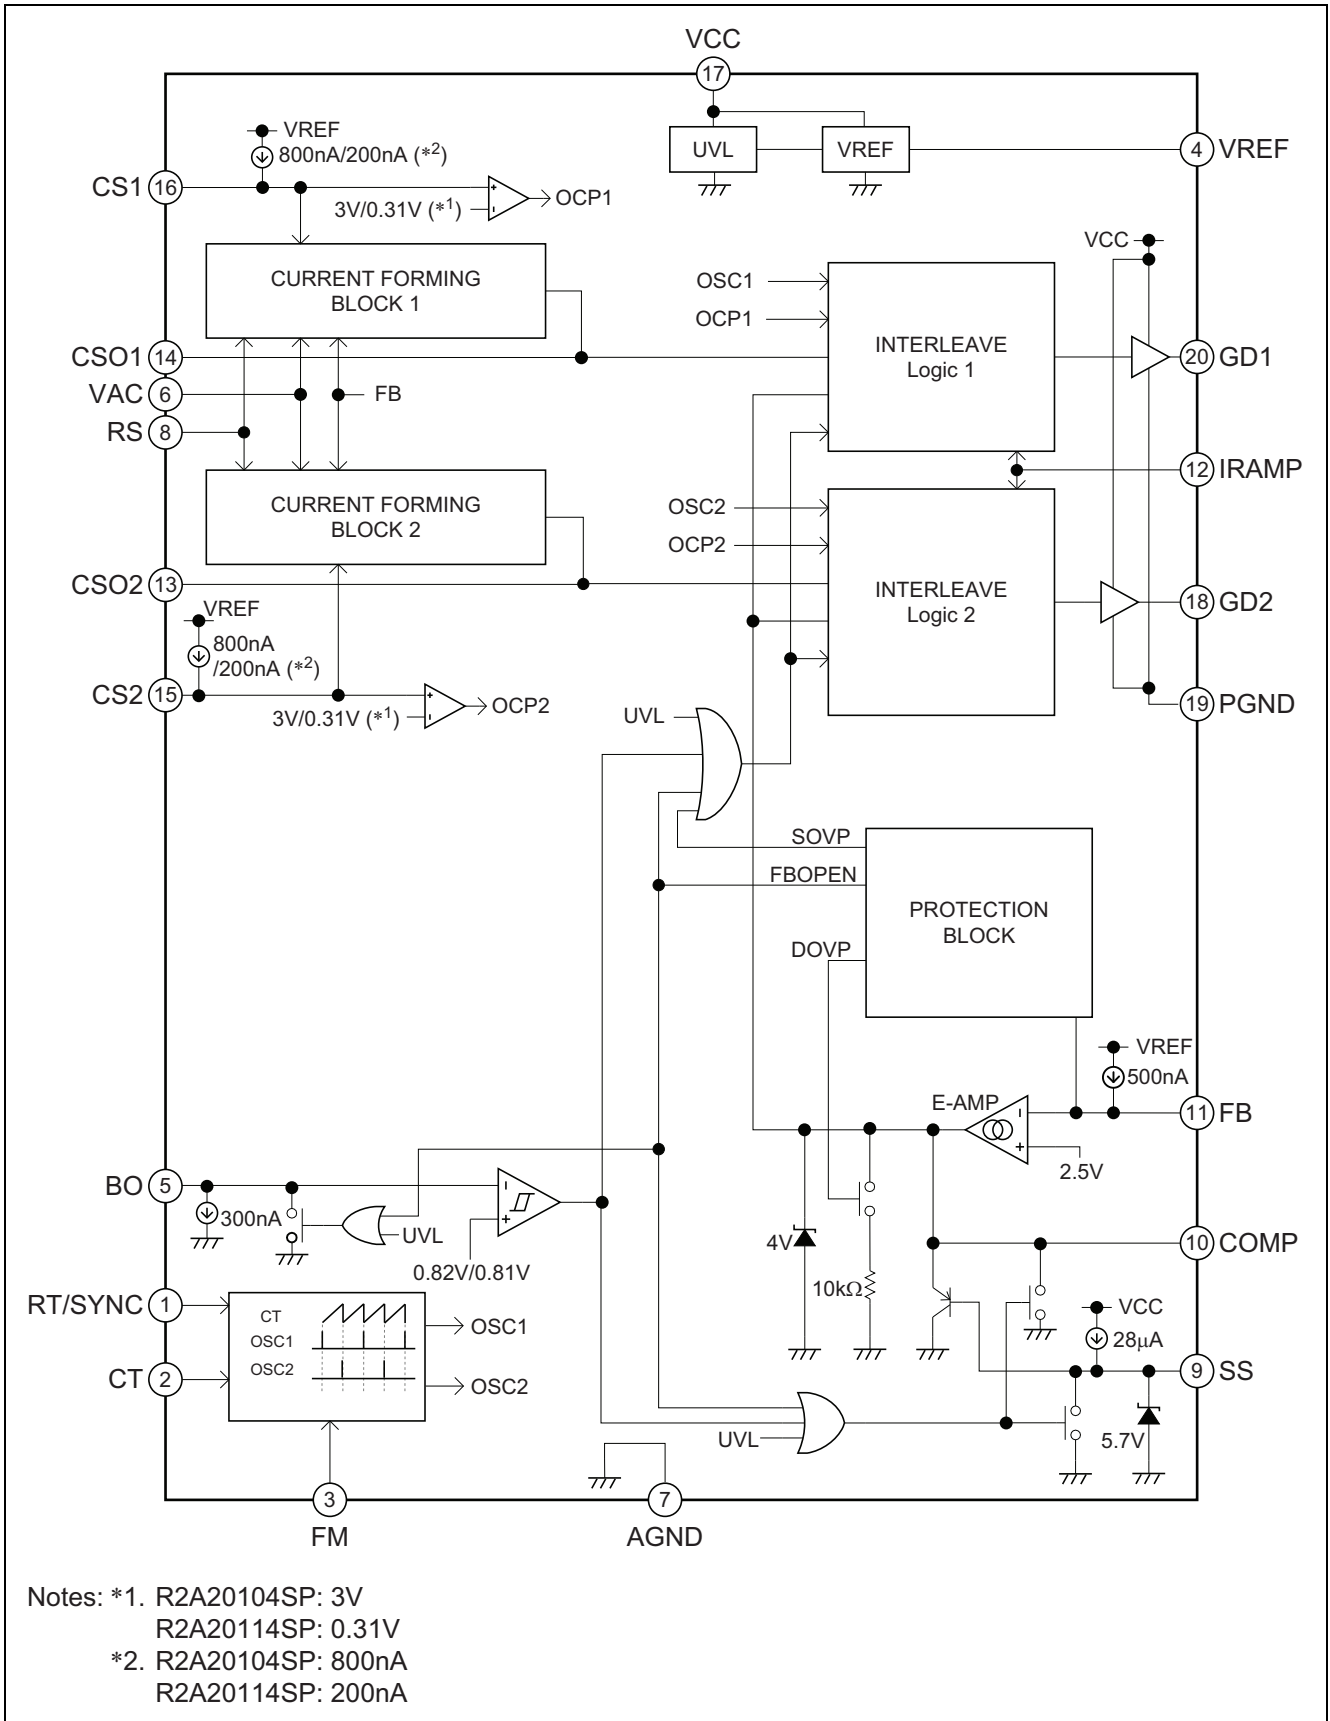 VCC
17
VREF
800nA/200nA (*2)
UVL
VREF
4 VREF
CS1 16
3V/0.31V (*1)
+
-
OCP1
VCC
CURRENT FORMING
BLOCK 1
OSC1
OCP1
INTERLEAVE
Logic 1
CSO1 14
20 GD1
VAC 6
FB
RS 8
12 IRAMP
CURRENT FORMING
BLOCK 2
OSC2
OCP2
INTERLEAVE
Logic 2
CSO2 13
18 GD2
VREF
800nA
/200nA (*2)
CS2 15
3V/0.31V (*1)
+
-
OCP2
19 PGND
UVL
SOVP
FBOPEN
DOVP
PROTECTION
BLOCK
VREF
500nA
E-AMP
-
+
11 FB
2.5V
BO 5
300nA
UVL
-
+
0.82V/0.81V
4V
10kΩ
10 COMP
RT/SYNC 1
CT
OSC1
OSC2
OSC1
OSC2
VCC
28μA
CT 2
9 SS
UVL
5.7V
3
FM
7
AGND
Notes: *1. R2A20104SP: 3V
R2A20114SP: 0.31V
*2. R2A20104SP: 800nA
R2A20114SP: 200nA